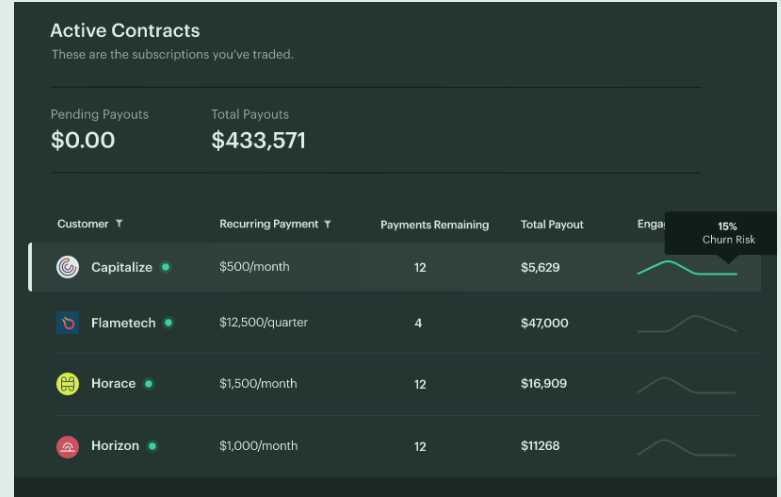 Active Contracts
These are the subscriptions you've traded.
Pending Payouts Total Payouts
$0.00 $433,571
Customer Recurring Payment Payments Remaining Total Payout
15%
Churn Risk
Capitalize $500/month 12 $5,629
Flametech $12,500/quarter 4 $47,000
Horace $1,500/month 12 $16,909
Horizon $1,000/month 12 $11268